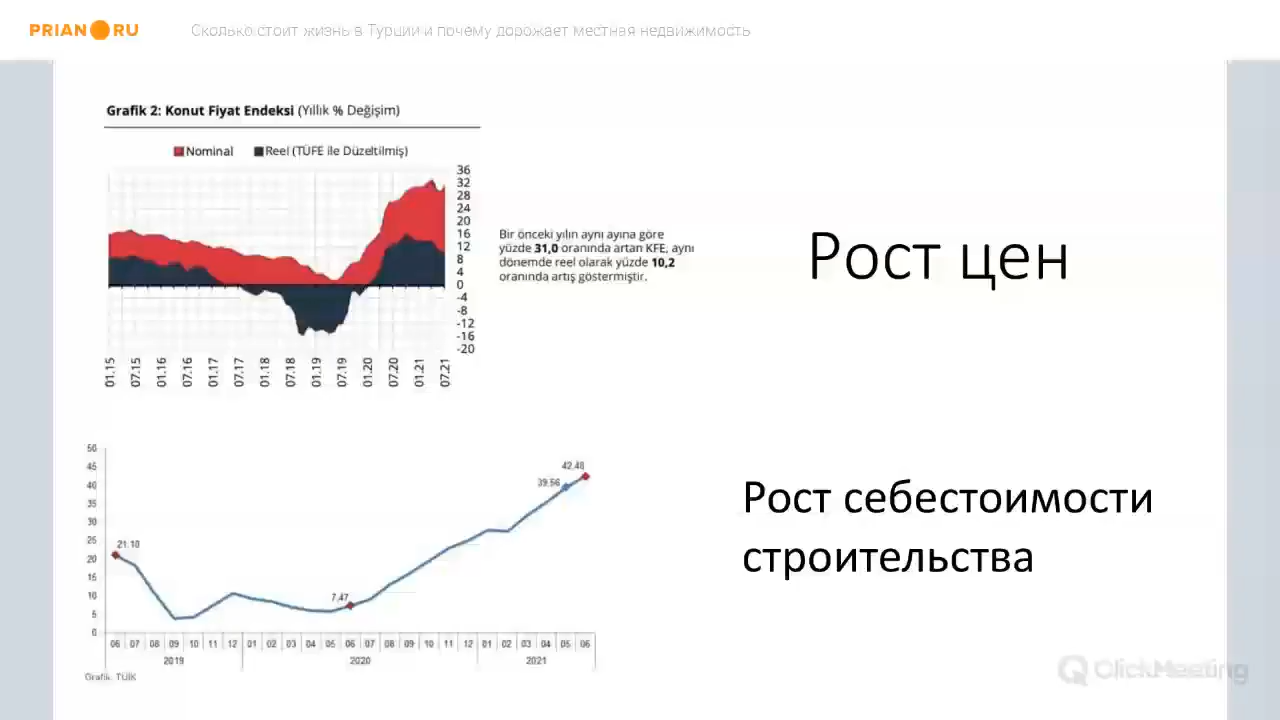 PRIAN RU
Сколько стоит жизнь в Турции и почему дорожает местная недвижимость
Grafik 2: Konut Fiyat Endeksi (Yıllık % Değişim)
Nominal Reel (TÜFE ile Düzeltilmiş)
36
32
28
24
20
16
12
8
4
0
-4
-8
-12
-16
-20
01.15 07.15 01.16 07.16 01.17 07.17 01.18 07.18 01.19 07.19 01.20 07.20 01.21 07.21
Bir önceki yılın aynı ayına göre
yüzde 31,0 oranında artan KFE, aynı
dönemde reel olarak yüzde 10,2
oranında artış göstermiştir.
Рост цен
50
45
40
35
30
25
20
15
10
5
0
21.10
7.47
39.56
42.48
06 07 08 09 10 11 12 01 02 03 04 05 06 07 08 09 10 11 12 01 02 03 04 05 06
2019 2020 2021
Grafik: TÜİK
Рост себестоимости
строительства
ClickMeeting